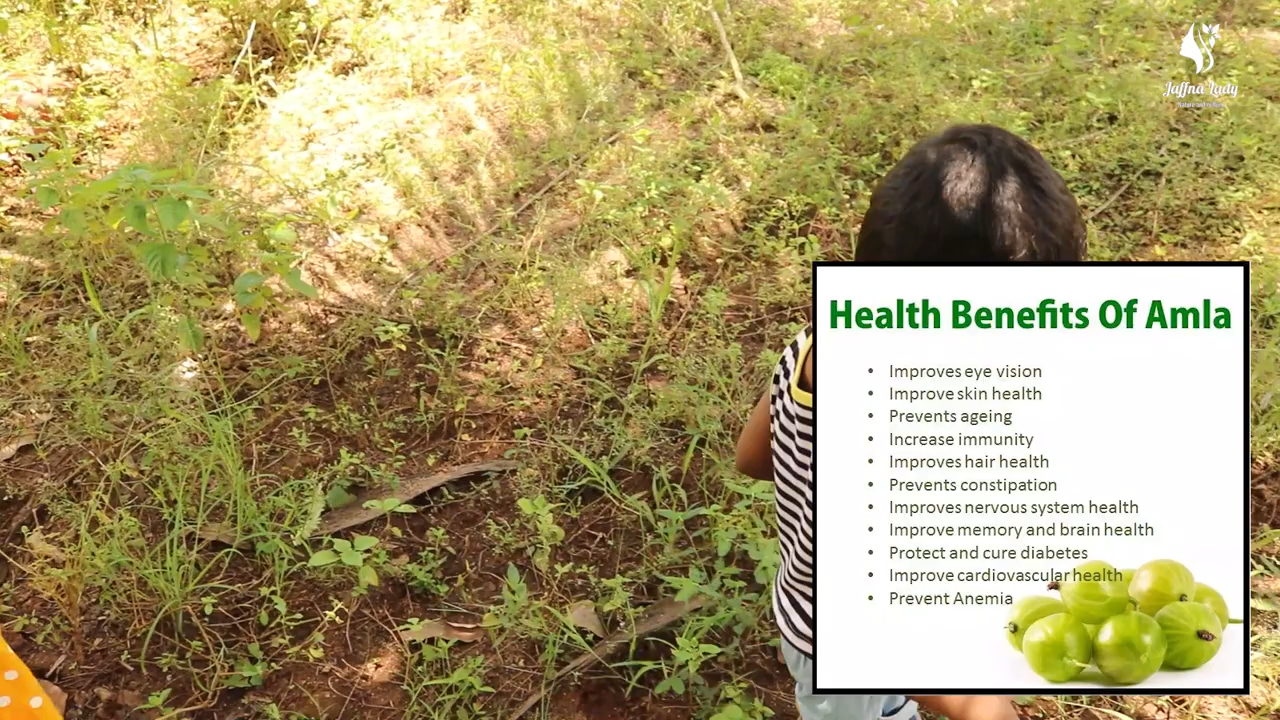 Jaffna Lady
Health Benefits Of Amla
• Improves eye vision
• Improve skin health
• Prevents ageing
• Increase immunity
• Improves hair health
• Prevents constipation
• Improves nervous system health
• Improve memory and brain health
• Protect and cure diabetes
• Improve cardiovascular health
• Prevent Anemia